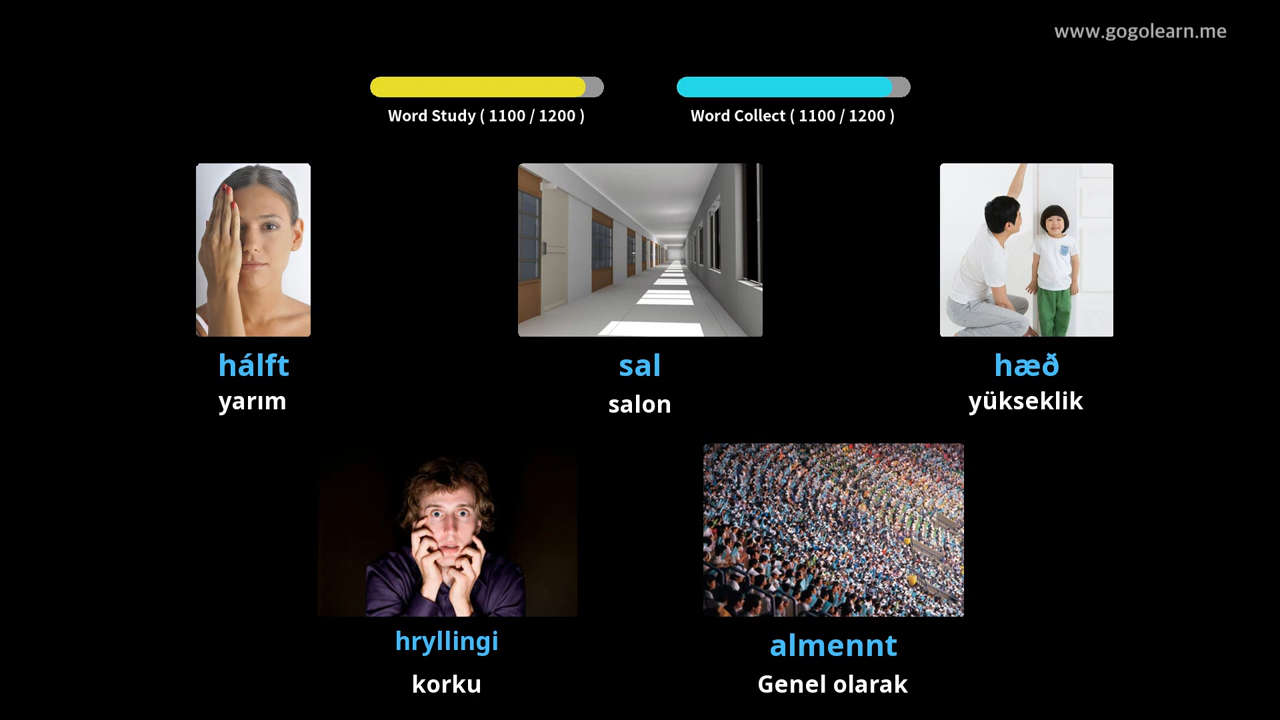 www.gogolearn.me
Word Study ( 1100 / 1200 )
Word Collect ( 1100 / 1200 )
hálft
yarım
sal
salon
hæð
yükseklik
hryllingi
korku
almennt
Genel olarak